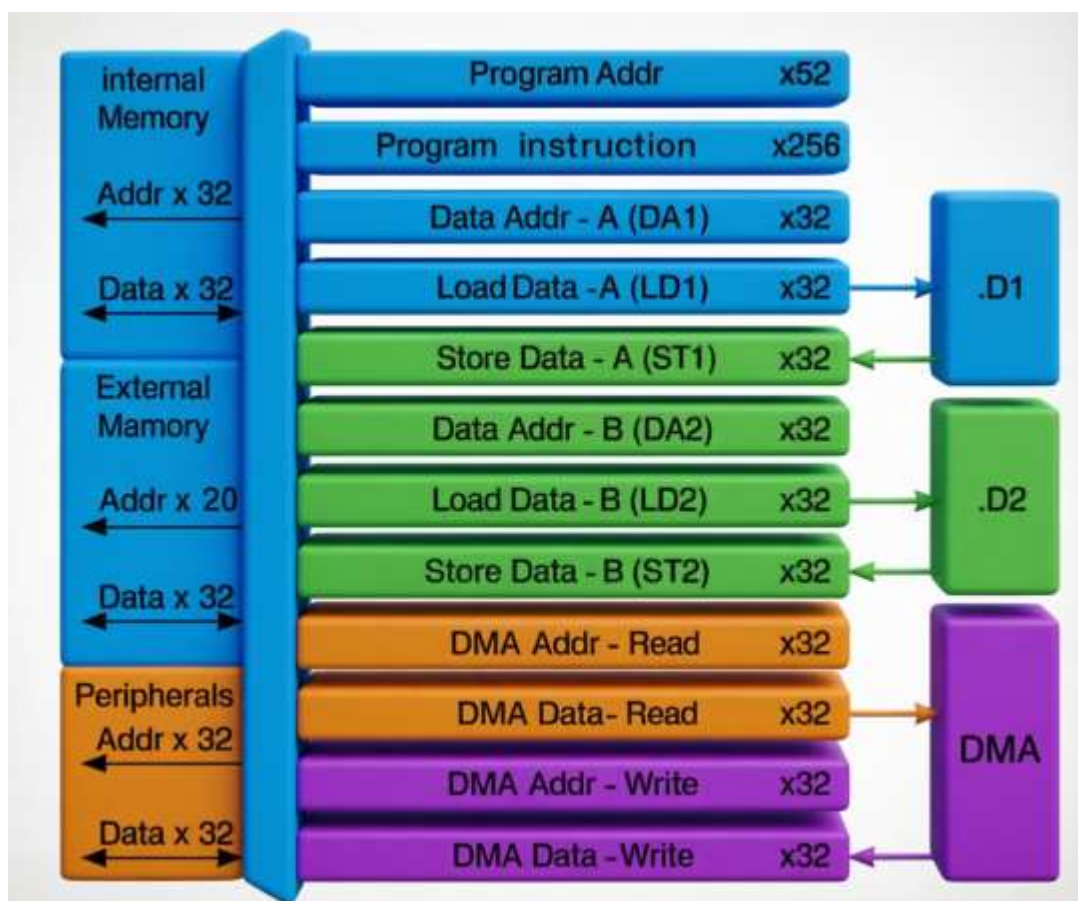 internal
Memory
Addr x 32
Data x 32
External
Mamory
Addr x 20
Data x 32
Peripherals
Addr x 32
Data x 32
Program Addr x52
Program instruction x256
Data Addr - A (DA1) x32
Load Data - A (LD1) x32
Store Data - A (ST1) x32
Data Addr - B (DA2) x32
Load Data - B (LD2) x32
Store Data - B (ST2) x32
DMA Addr - Read x32
DMA Data - Read x32
DMA Addr - Write x32
DMA Data - Write x32
.D1
.D2
DMA